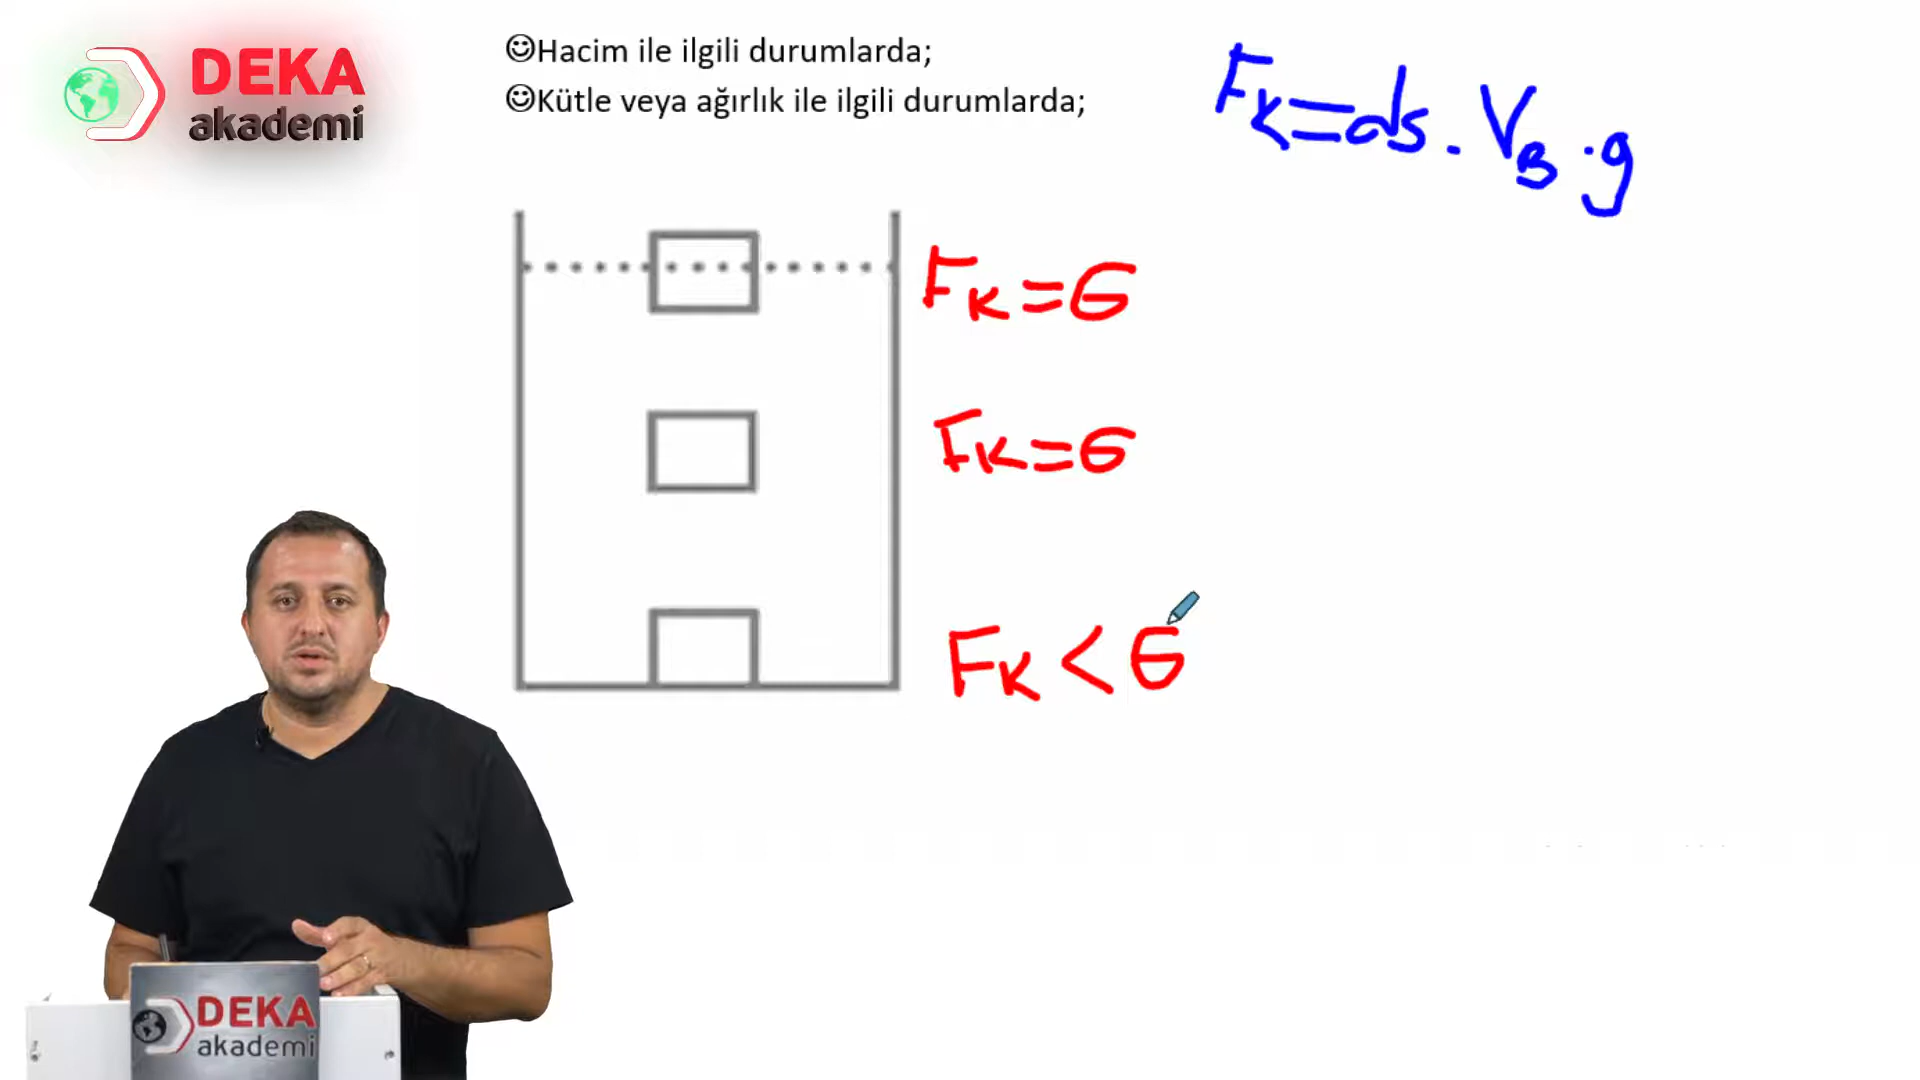 DEKA
akademi
☺Hacim ile ilgili durumlarda;
☺Kütle veya ağırlık ile ilgili durumlarda;
FK=ds.VB.g
FK=G
FK=G
FK<G
DEKA
akademi